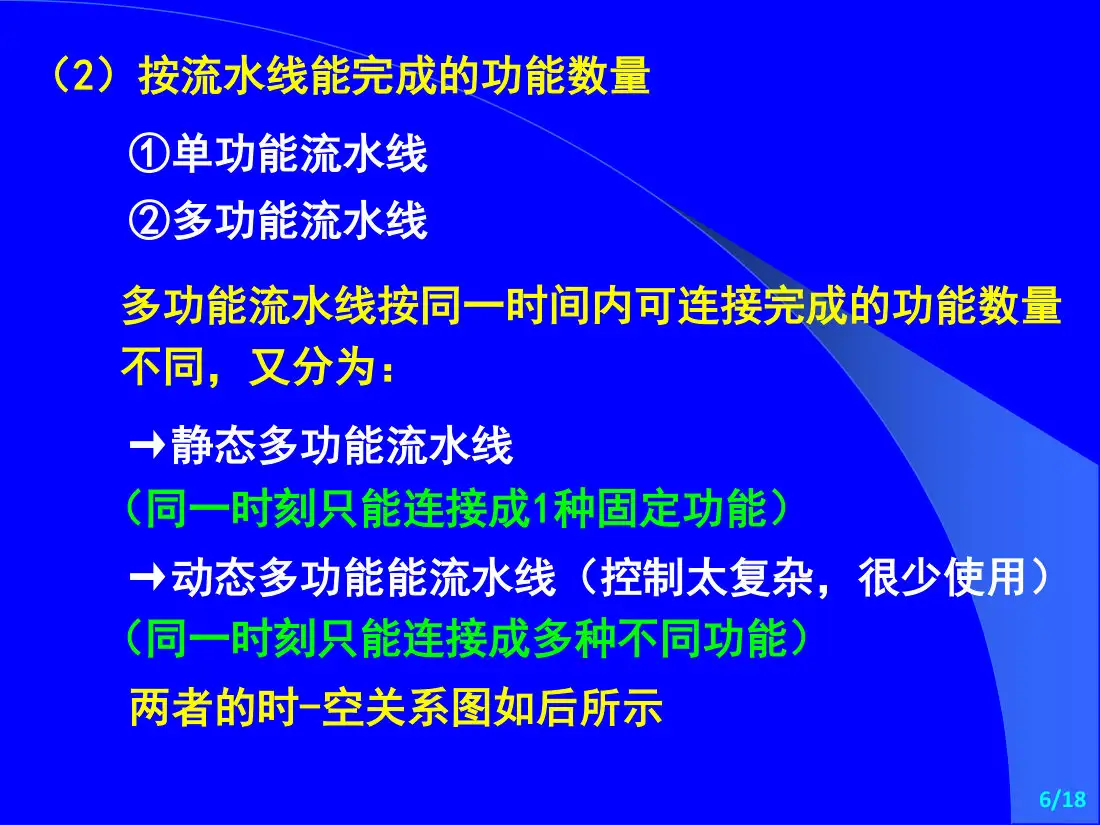 （2）按流水线能完成的功能数量
①单功能流水线
②多功能流水线
多功能流水线按同一时间内可连接完成的功能数量
不同，又分为：
→静态多功能流水线
（同一时刻只能连接成1种固定功能）
→动态多功能能流水线（控制太复杂，很少使用）
（同一时刻只能连接成多种不同功能）
两者的时-空关系图如后所示
6/18